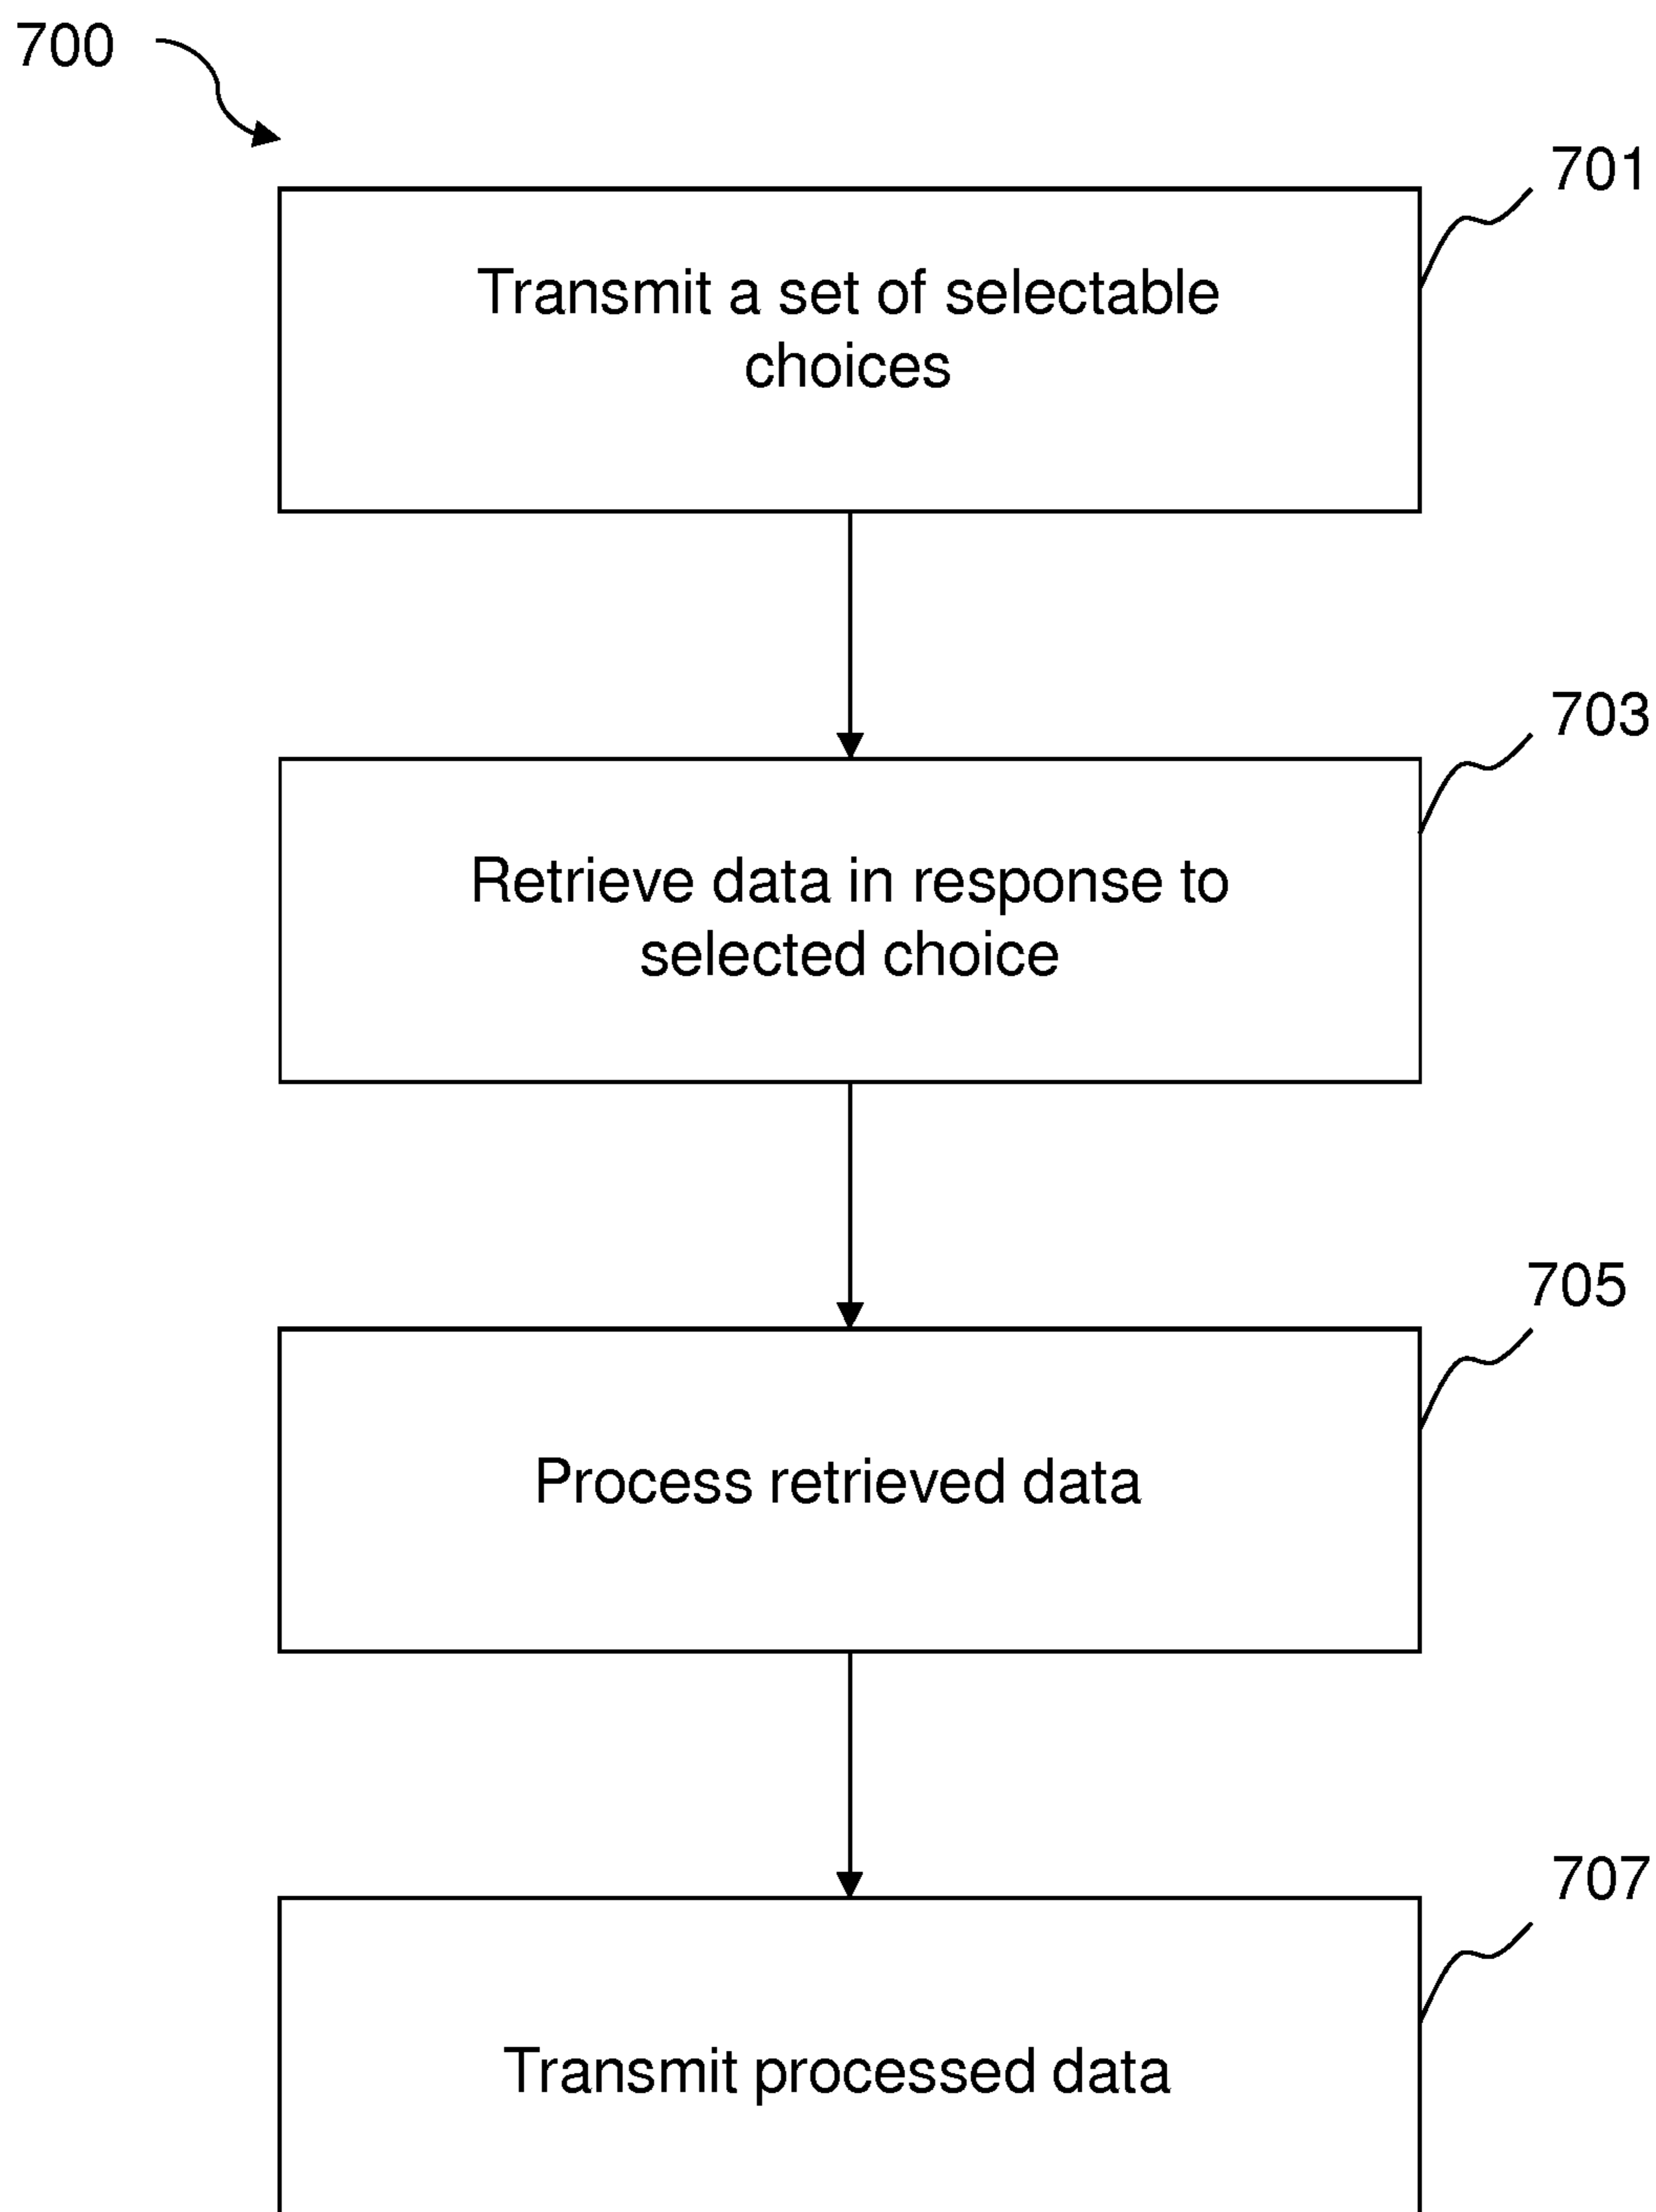 700
701
Transmit a set of selectable
choices
703
Retrieve data in response to
selected choice
705
Process retrieved data
707
Transmit processed data